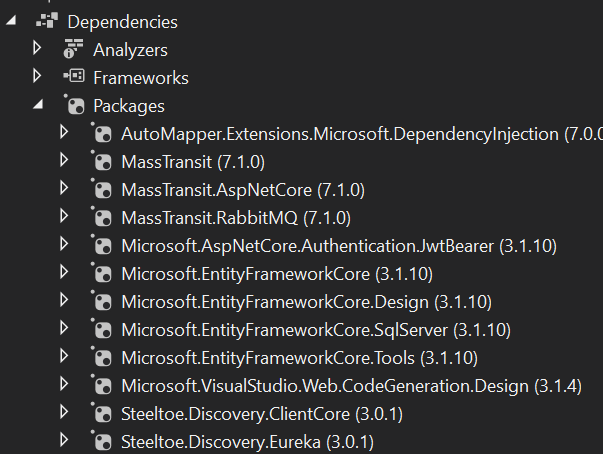 Dependencies
Analyzers
Frameworks
Packages
AutoMapper.Extensions.Microsoft.DependencyInjection (7.0.0
MassTransit (7.1.0)
MassTransit.AspNetCore (7.1.0)
MassTransit.RabbitMQ (7.1.0)
Microsoft.AspNetCore.Authentication.JwtBearer (3.1.10)
Microsoft.EntityFrameworkCore (3.1.10)
Microsoft.EntityFrameworkCore.Design (3.1.10)
Microsoft.EntityFrameworkCore.SqlServer (3.1.10)
Microsoft.EntityFrameworkCore.Tools (3.1.10)
Microsoft.VisualStudio.Web.CodeGeneration.Design (3.1.4)
Steeltoe.Discovery.ClientCore (3.0.1)
Steeltoe.Discovery.Eureka (3.0.1)